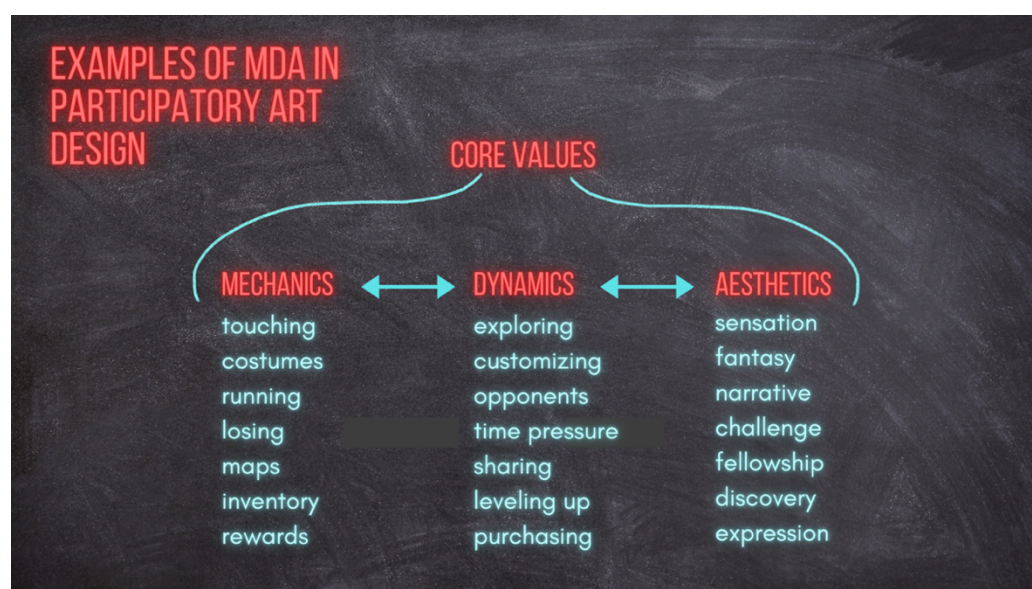 EXAMPLES OF MDA IN
PARTICIPATORY ART
DESIGN
CORE VALUES
MECHANICS
touching
costumes
running
losing
maps
inventory
rewards
DYNAMICS
exploring
customizing
opponents
time pressure
sharing
leveling up
purchasing
AESTHETICS
sensation
fantasy
narrative
challenge
fellowship
discovery
expression